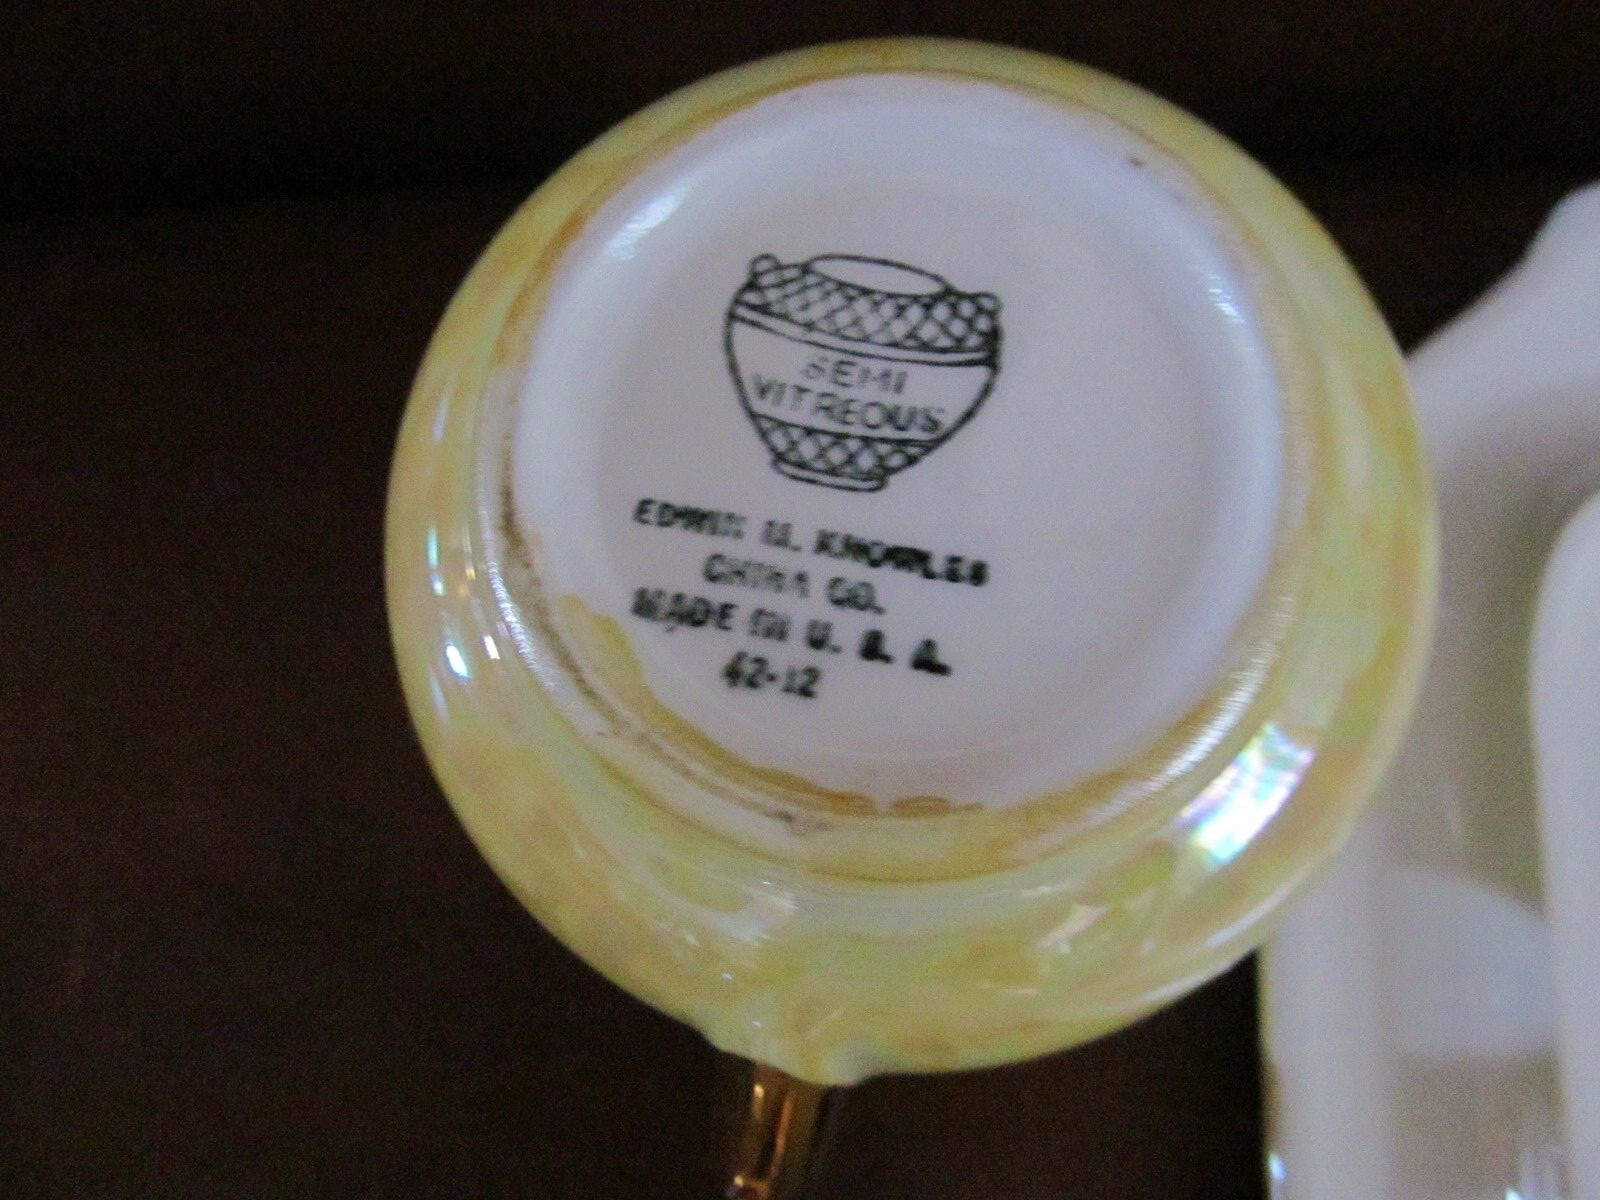 SEMI
VITREOUS
EDWIN M. KNOWLES
CHINA CO.
MADE IN U. S. A.
42-12